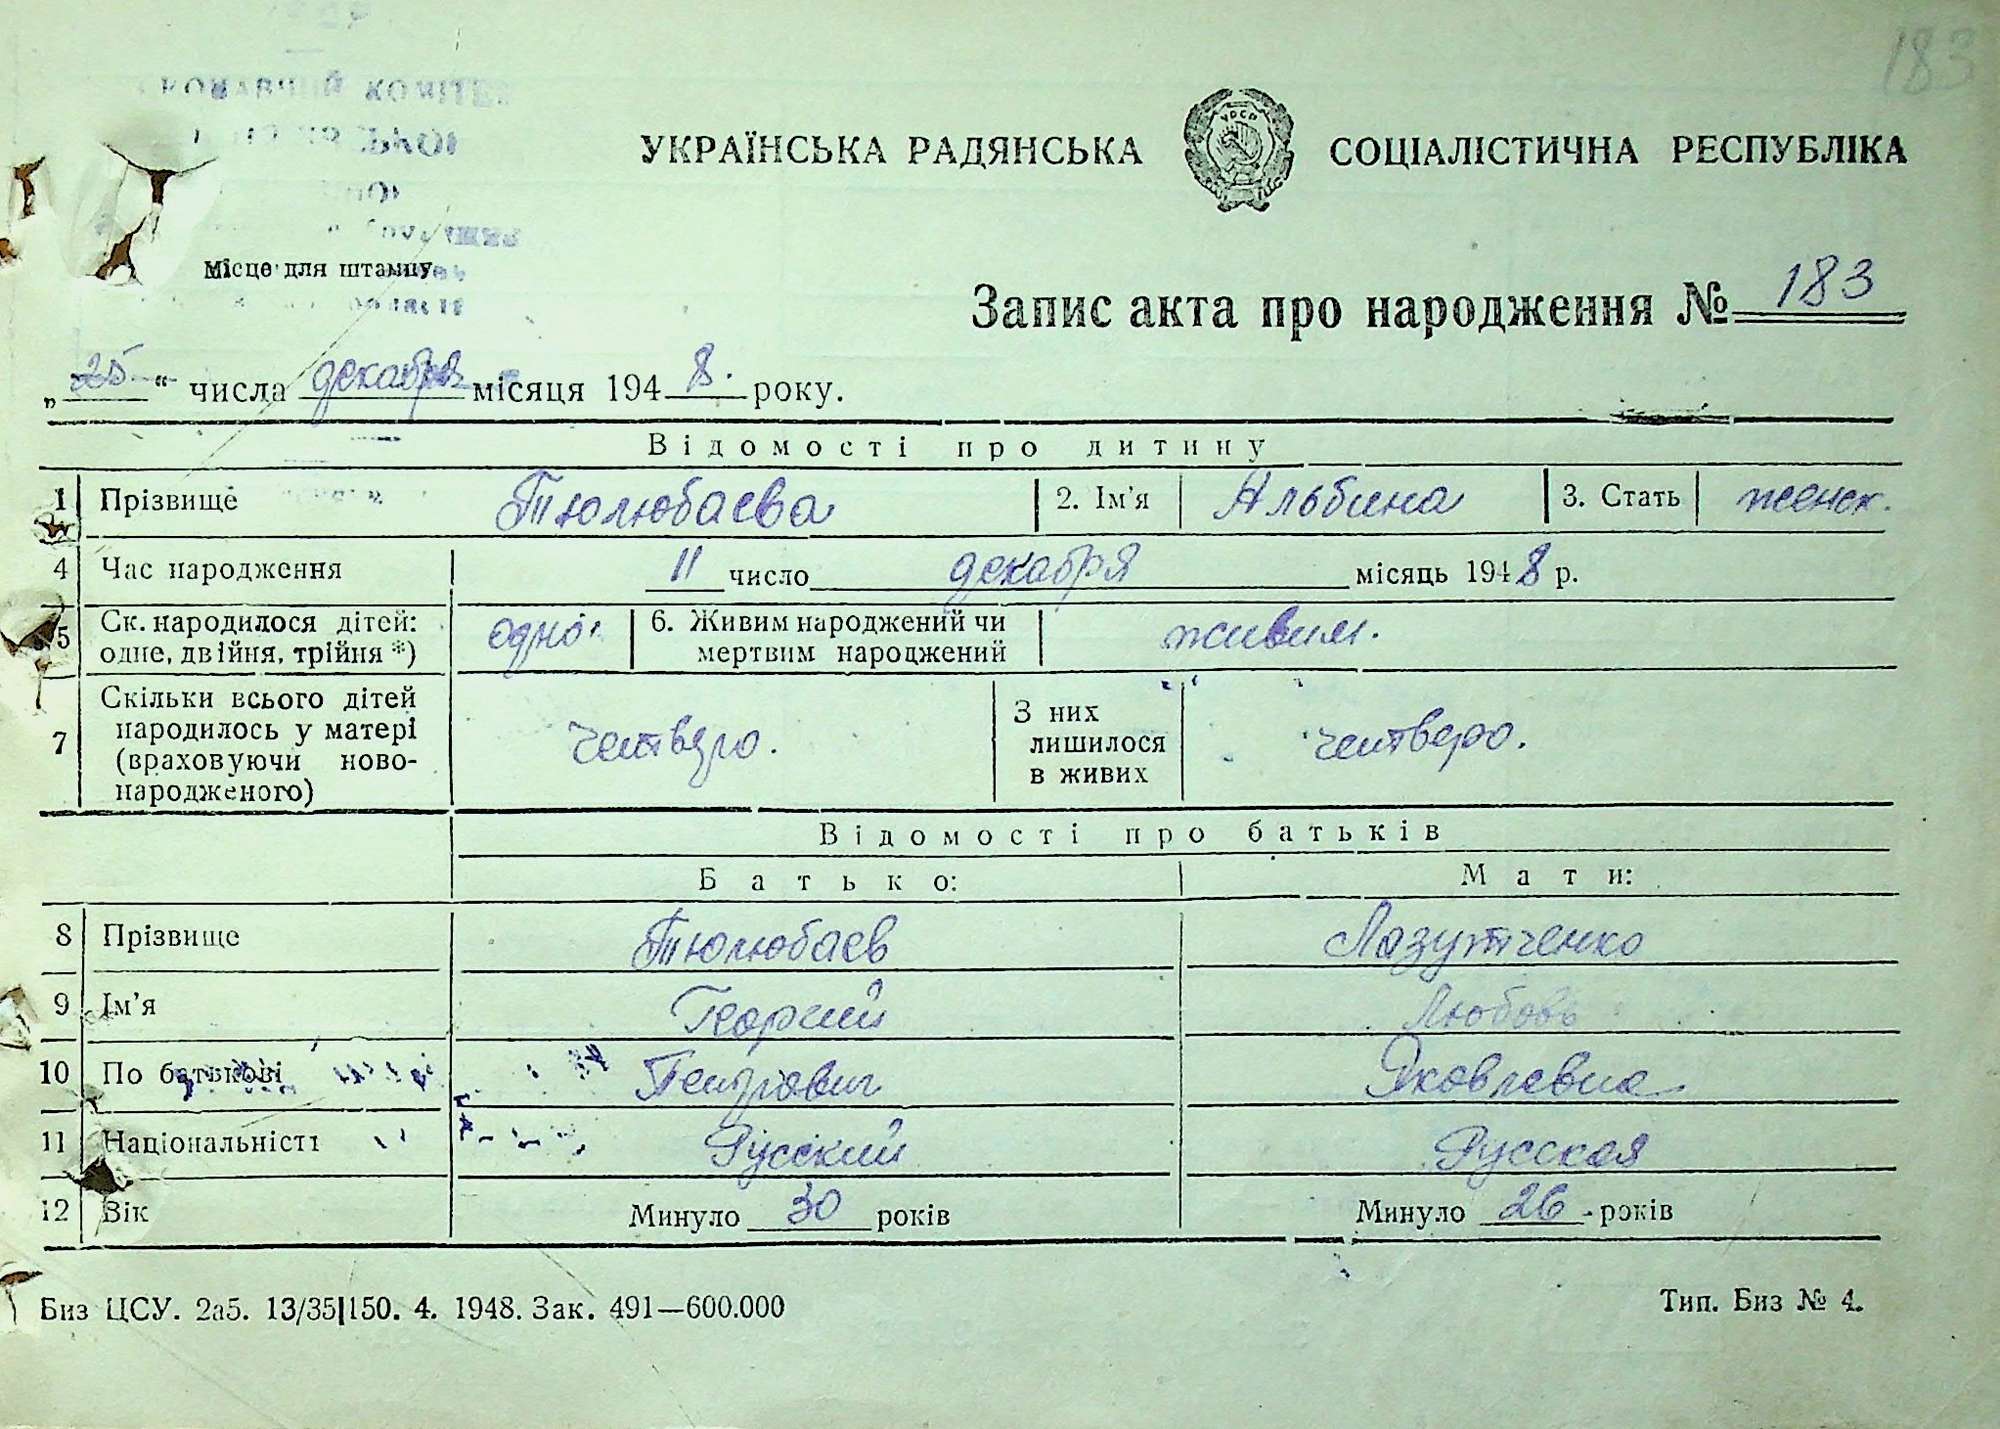 183
КОМІТЕ
УКРАЇНСЬКА РАДЯНСЬКА СОЦІАЛІСТИЧНА РЕСПУБЛІКА
УРСР
Місце для штампу
Запис акта про народження № 183
„25“ числа декабря місяця 1948. року.
Відомості про дитину
1 Прізвище Тюлюбаева 2. Ім'я Альбина 3. Стать женск.
4 Час народження 11 число декабря місяць 1948 р.
5 Ск. народилося дітей: одне, двійня, трійня *) одно. 6. Живим народжений чи мертвим народжений живым.
7 Скільки всього дітей народилось у матері (враховуючи ново-народженого) четверо. З них лишилося в живих четверо.
Відомості про батьків
Батько: Мати:
8 Прізвище Тюлюбаев Лазутченко
9 Ім'я Георгий Любовь
10 По батькові Петрович Яковлевна
11 Національність Русский Русская
12 Вік Минуло 30 років Минуло 26 років
Биз ЦСУ. 2а5. 13/35|150. 4. 1948. Зак. 491—600.000 Тип. Биз № 4.